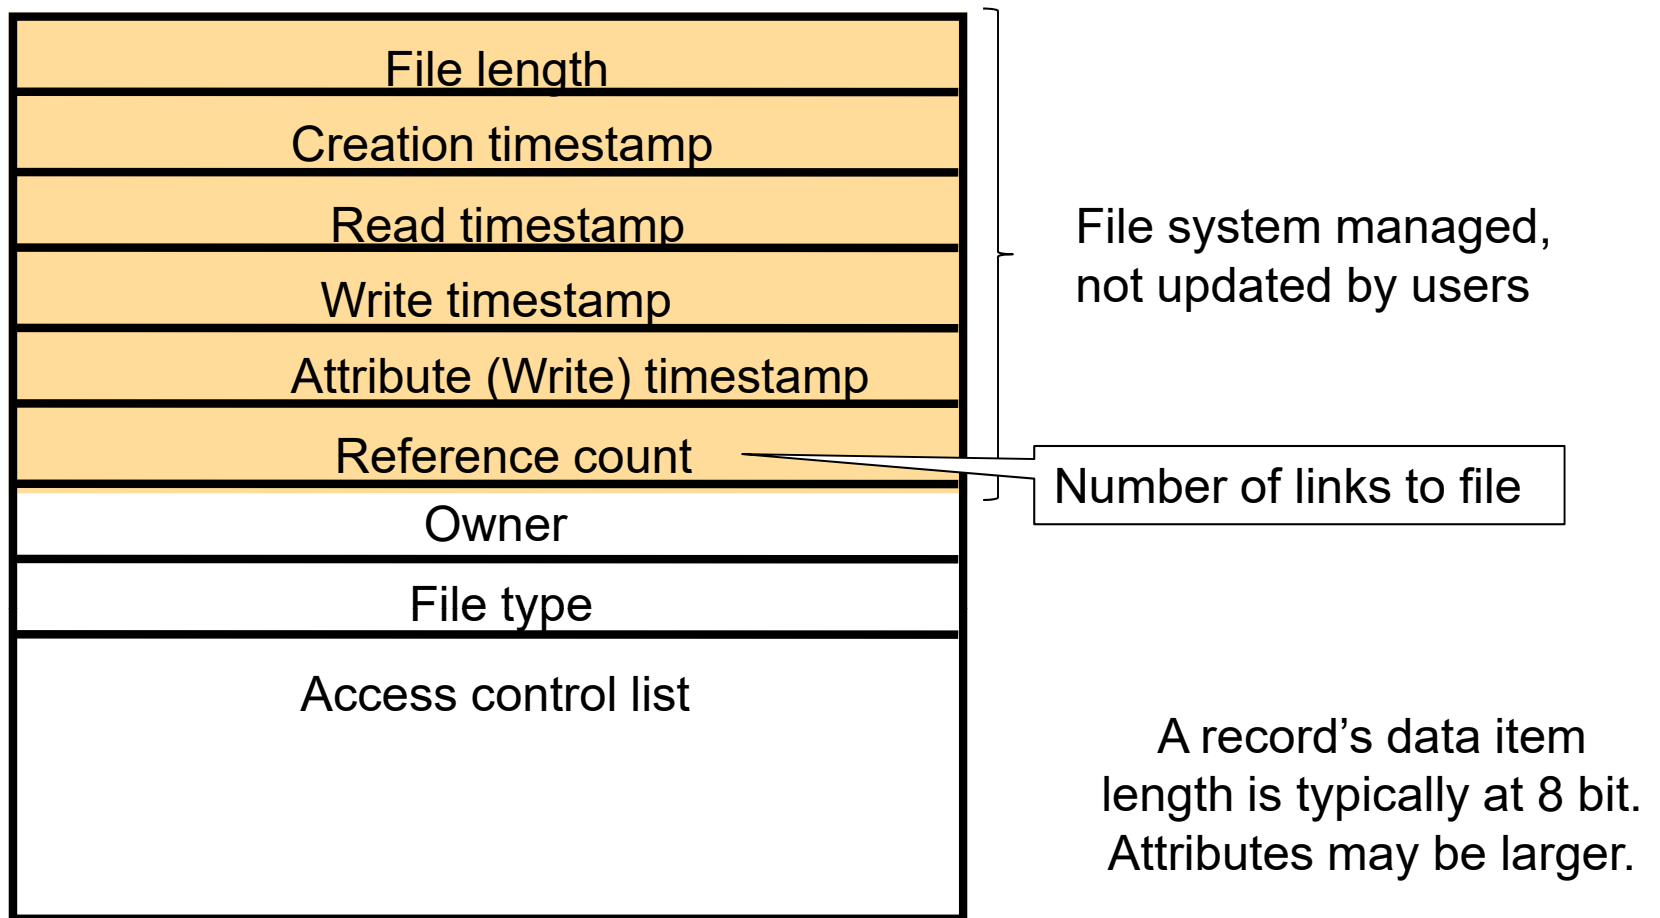 File length
Creation timestamp
Read timestamp
Write timestamp
Attribute (Write) timestamp
Reference count
Owner
File type
Access control list
File system managed,
not updated by users
Number of links to file
A record’s data item
length is typically at 8 bit.
Attributes may be larger.